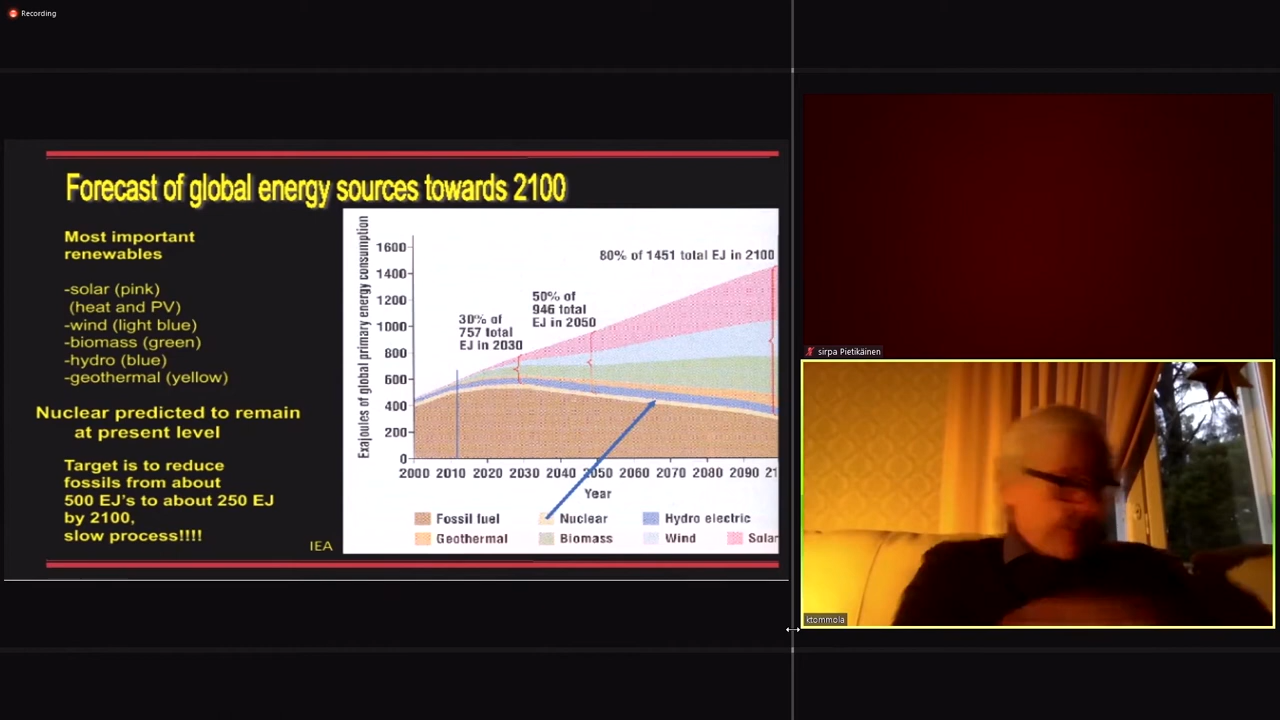 Recording
Forecast of global energy sources towards 2100
Most important
renewables
-solar (pink)
(heat and PV)
-wind (light blue)
-biomass (green)
-hydro (blue)
-geothermal (yellow)
Nuclear predicted to remain
at present level
Target is to reduce
fossils from about
500 EJ's to about 250 EJ
by 2100,
slow process!!!!
IEA
Exajoules of global primary energy consumption
1600
1400
1200
1000
800
600
400
200
0
80% of 1451 total EJ in 2100
50% of
946 total
EJ in 2050
30% of
757 total
EJ in 2030
2000 2010 2020 2030 2040 2050 2060 2070 2080 2090 21
Year
Fossil fuel Nuclear Hydro electric
Geothermal Biomass Wind Solar
sirpa Pietikäinen
ktommola